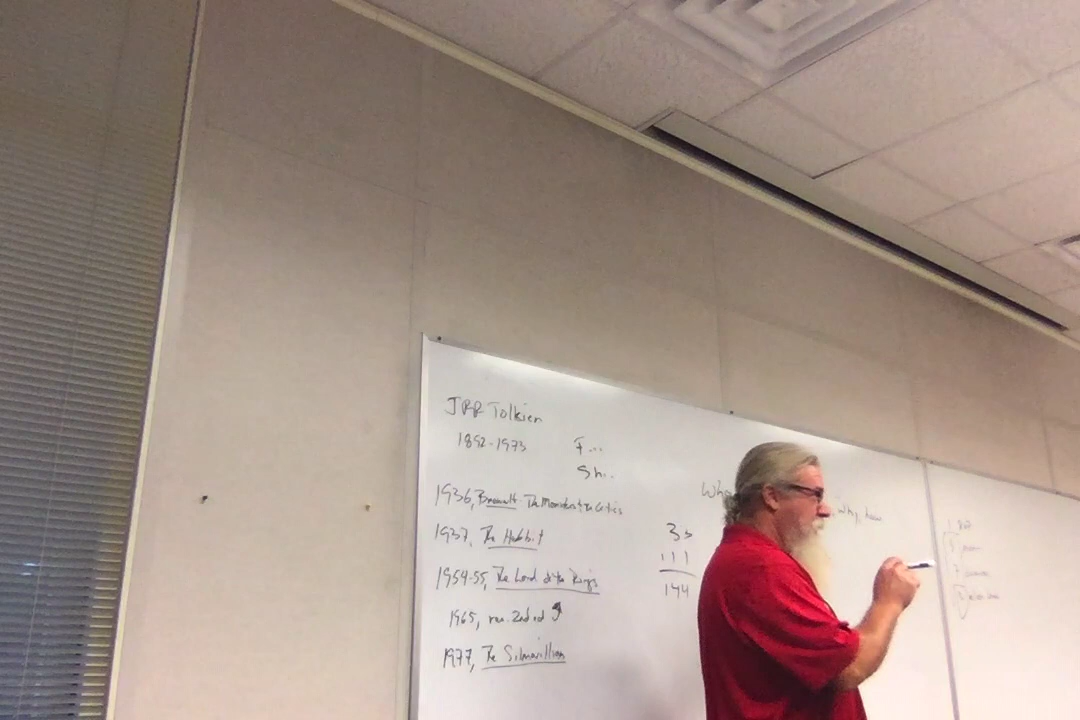 JRR Tolkien
1892-1973
F...
Sh..
1936, Beowulf: The Monsters & the Critics
1937, The Hobbit
1954-55, The Lord of the Rings
1965, rev. 2nd ed
1977, The Silmarillion
33
111
144
why, how